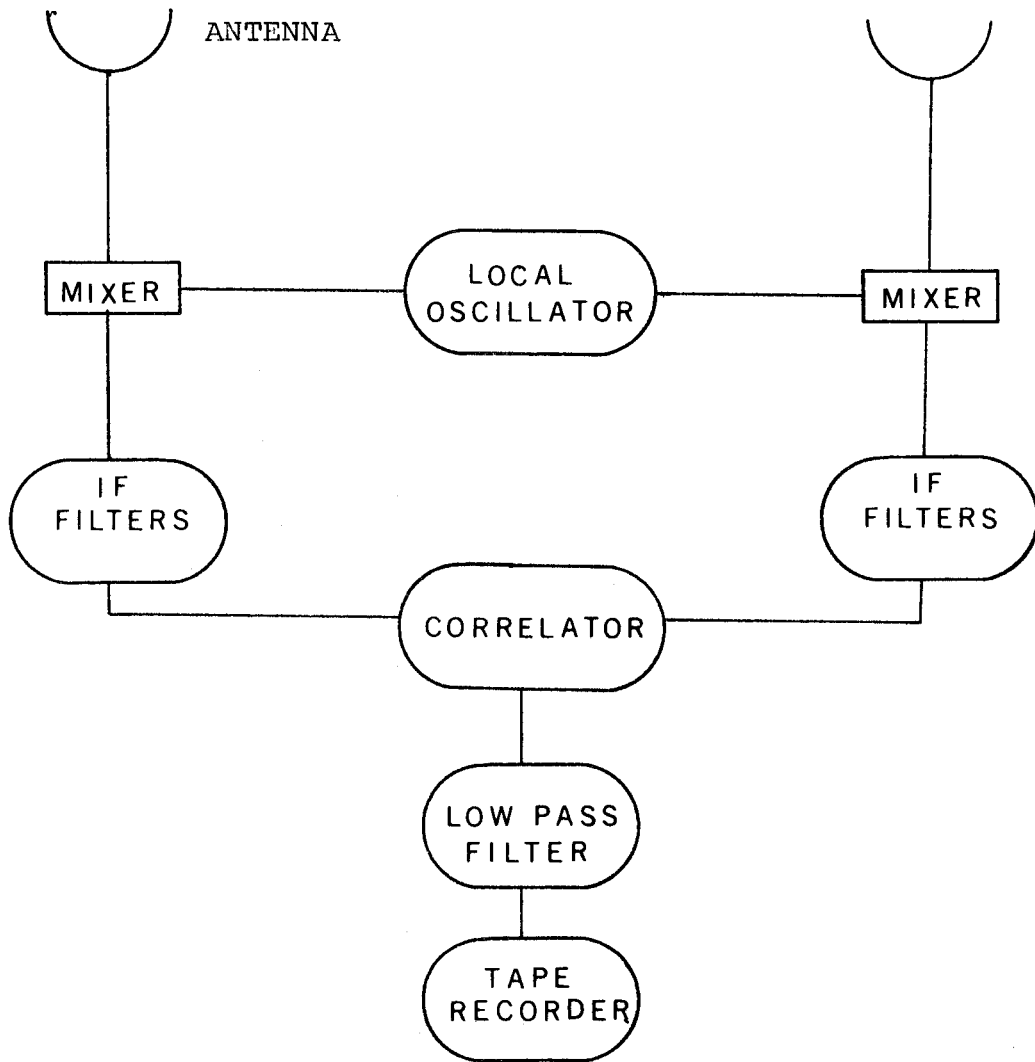 ANTENNA
MIXER
LOCAL
OSCILLATOR
MIXER
IF
FILTERS
IF
FILTERS
CORRELATOR
LOW PASS
FILTER
TAPE
RECORDER